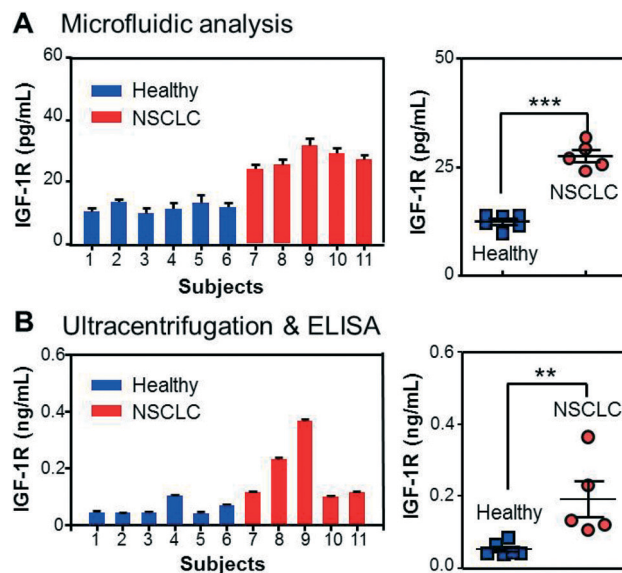 A Microfluidic analysis
IGF-1R (pg/mL)
60
40
20
0
Healthy
NSCLC
1 2 3 4 5 6 7 8 9 10 11
Subjects
IGF-1R (pg/mL)
50
25
0
***
NSCLC
Healthy
B Ultracentrifugation & ELISA
IGF-1R (ng/mL)
0.6
0.4
0.2
0
Healthy
NSCLC
1 2 3 4 5 6 7 8 9 10 11
Subjects
IGF-1R (ng/mL)
0.6
0.4
0.2
0.0
**
NSCLC
Healthy